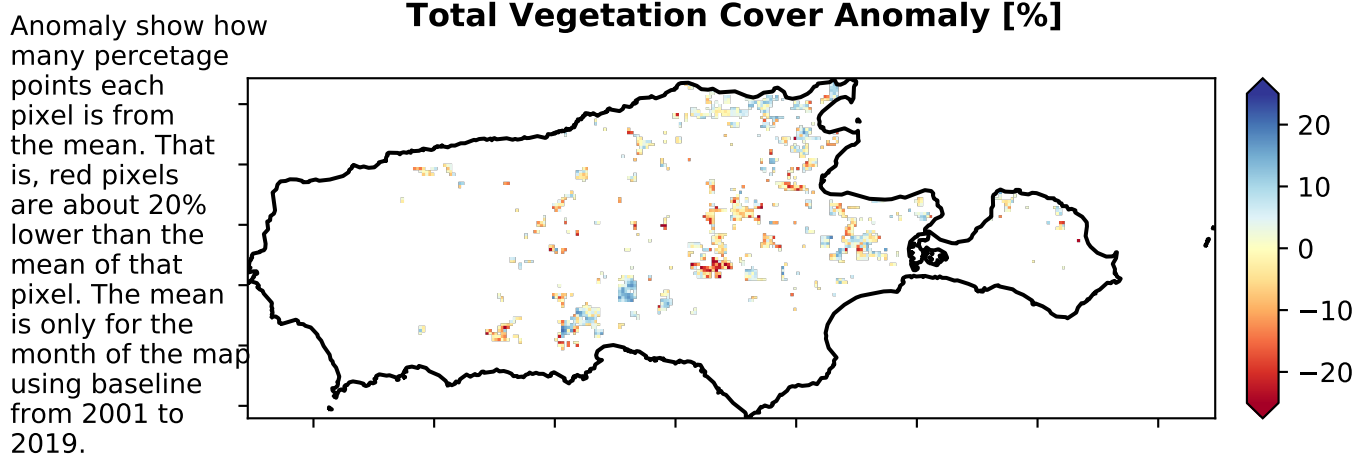 Total Vegetation Cover Anomaly [%]
Anomaly show how
many percetage
points each
pixel is from
the mean. That
is, red pixels
are about 20%
lower than the
mean of that
pixel. The mean
is only for the
month of the map
using baseline
from 2001 to
2019.
20
10
0
−10
−20